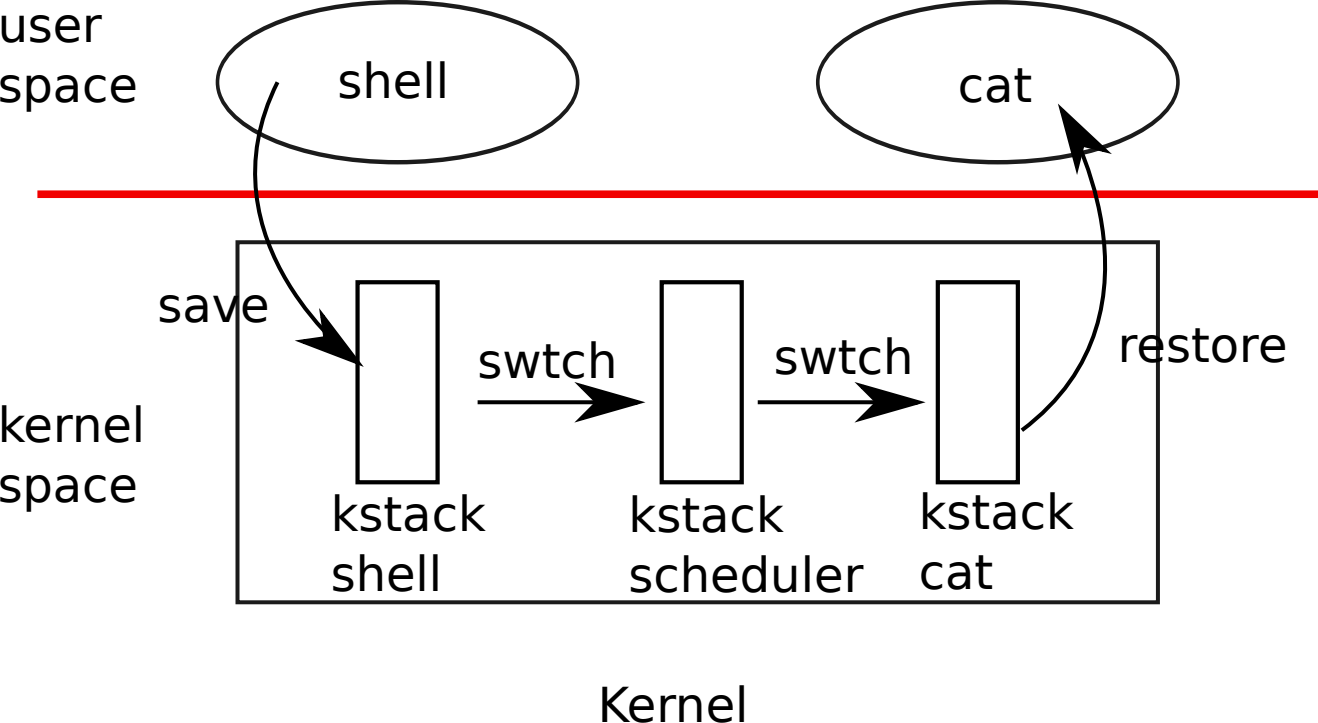 user
space
shell
cat
save
swtch
swtch
restore
kernel
space
kstack
shell
kstack
scheduler
kstack
cat
Kernel